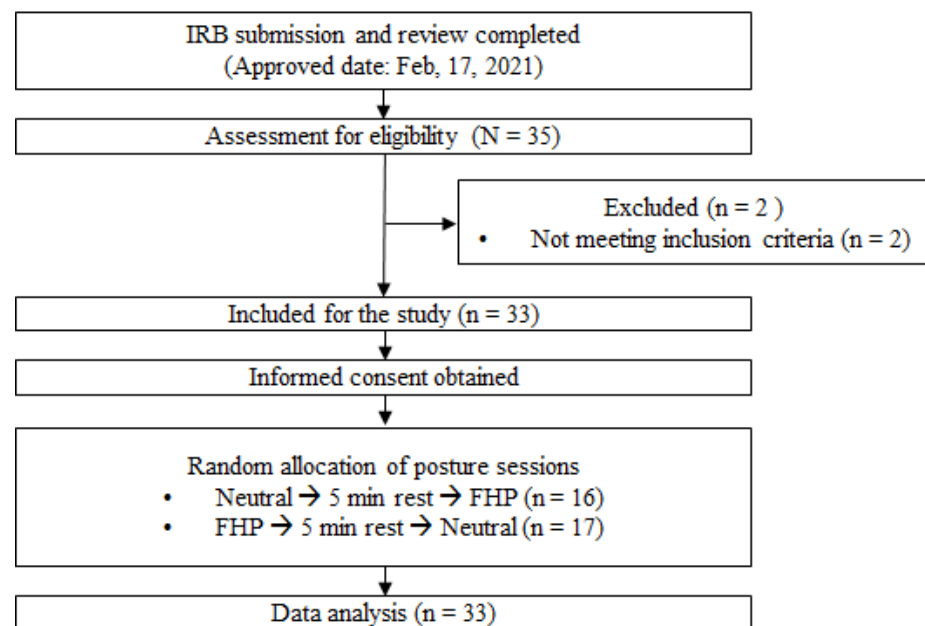 IRB submission and review completed
(Approved date: Feb, 17, 2021)
Assessment for eligibility (N = 35)
Excluded (n = 2 )
• Not meeting inclusion criteria (n = 2)
Included for the study (n = 33)
Informed consent obtained
Random allocation of posture sessions
• Neutral → 5 min rest → FHP (n = 16)
• FHP → 5 min rest → Neutral (n = 17)
Data analysis (n = 33)